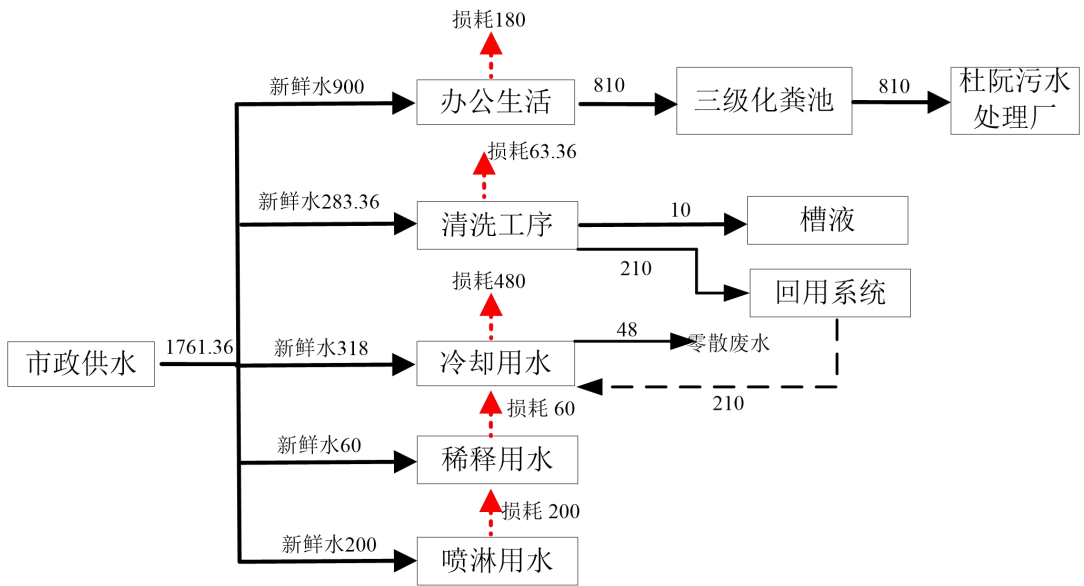 损耗180
新鲜水900
办公生活
810
三级化粪池
810
杜阮污水
处理厂
损耗63.36
新鲜水283.36
清洗工序
10
槽液
210
回用系统
损耗480
市政供水
1761.36
新鲜水318
冷却用水
48
零散废水
210
损耗 60
新鲜水60
稀释用水
损耗 200
新鲜水200
喷淋用水